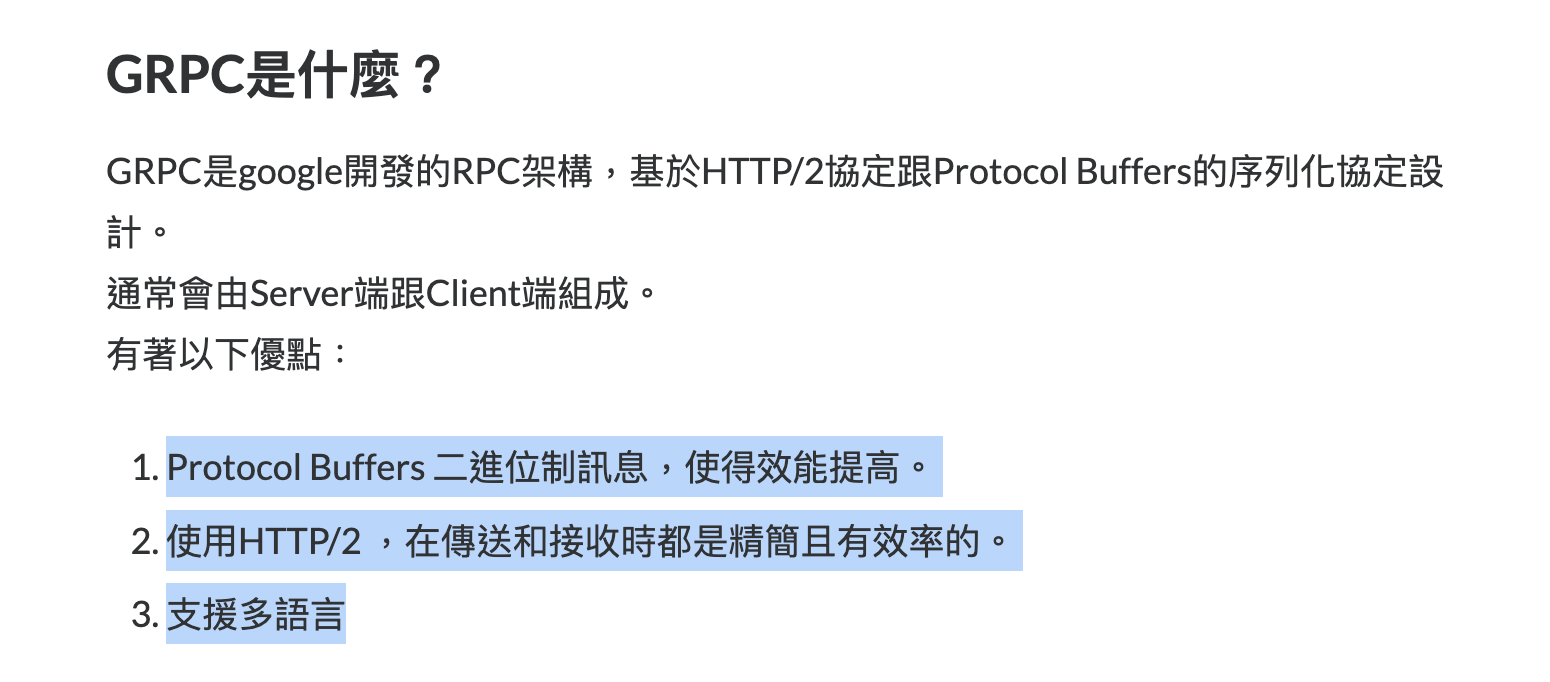 GRPC是什麼？
GRPC是google開發的RPC架構，基於HTTP/2協定跟Protocol Buffers的序列化協定設
計。
通常會由Server端跟Client端組成。
有著以下優點：
1. Protocol Buffers 二進位制訊息，使得效能提高。
2. 使用HTTP/2 ，在傳送和接收時都是精簡且有效率的。
3. 支援多語言